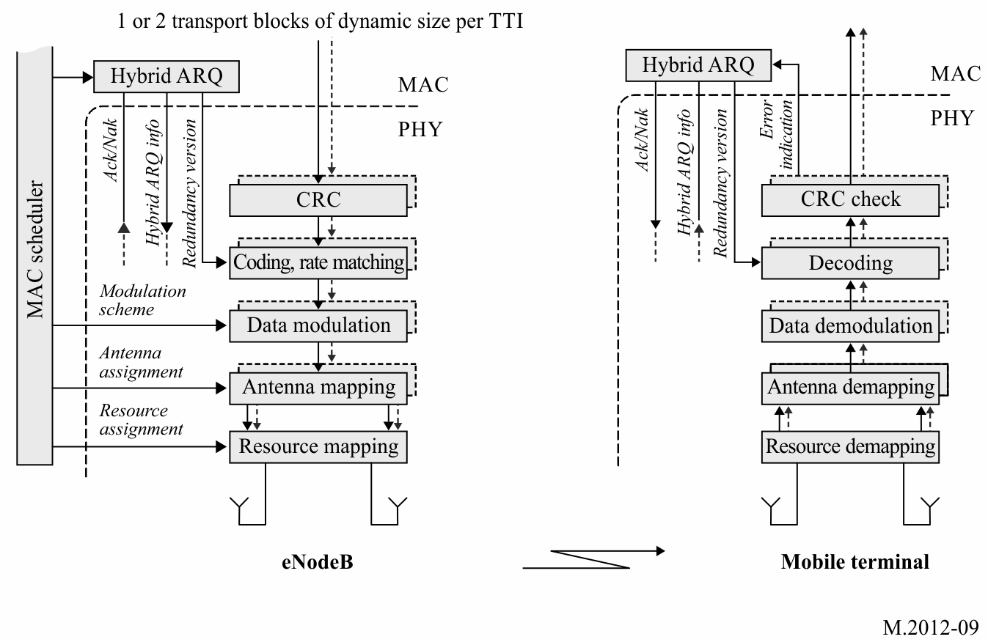 1 or 2 transport blocks of dynamic size per TTI
Hybrid ARQ
MAC
PHY
MAC scheduler
Ack/Nak
Hybrid ARQ info
Redundancy version
CRC
Coding, rate matching
Modulation
scheme
Data modulation
Antenna
assignment
Antenna mapping
Resource
assignment
Resource mapping
eNodeB
Hybrid ARQ
MAC
PHY
Ack/Nak
Hybrid ARQ info
Redundancy version
Error
indication
CRC check
Decoding
Data demodulation
Antenna demapping
Resource demapping
Mobile terminal
M.2012-09